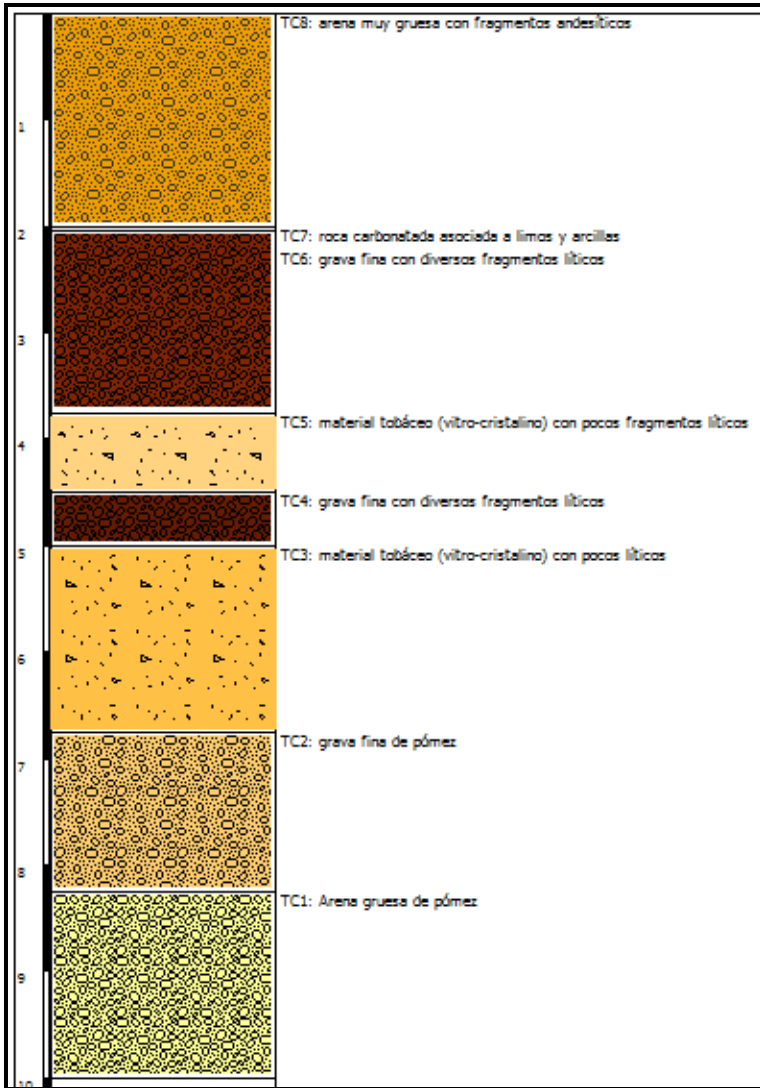 TC8: arena muy gruesa con fragmentos andesíticos
1
2
TC7: roca carbonatada asociada a limos y arcillas
TC6: grava fina con diversos fragmentos líticos
3
TC5: material tobáceo (vitro-cristalino) con pocos fragmentos líticos
4
TC4: grava fina con diversos fragmentos líticos
5
TC3: material tobáceo (vitro-cristalino) con pocos líticos
6
TC2: grava fina de pómez
7
8
TC1: Arena gruesa de pómez
9
10